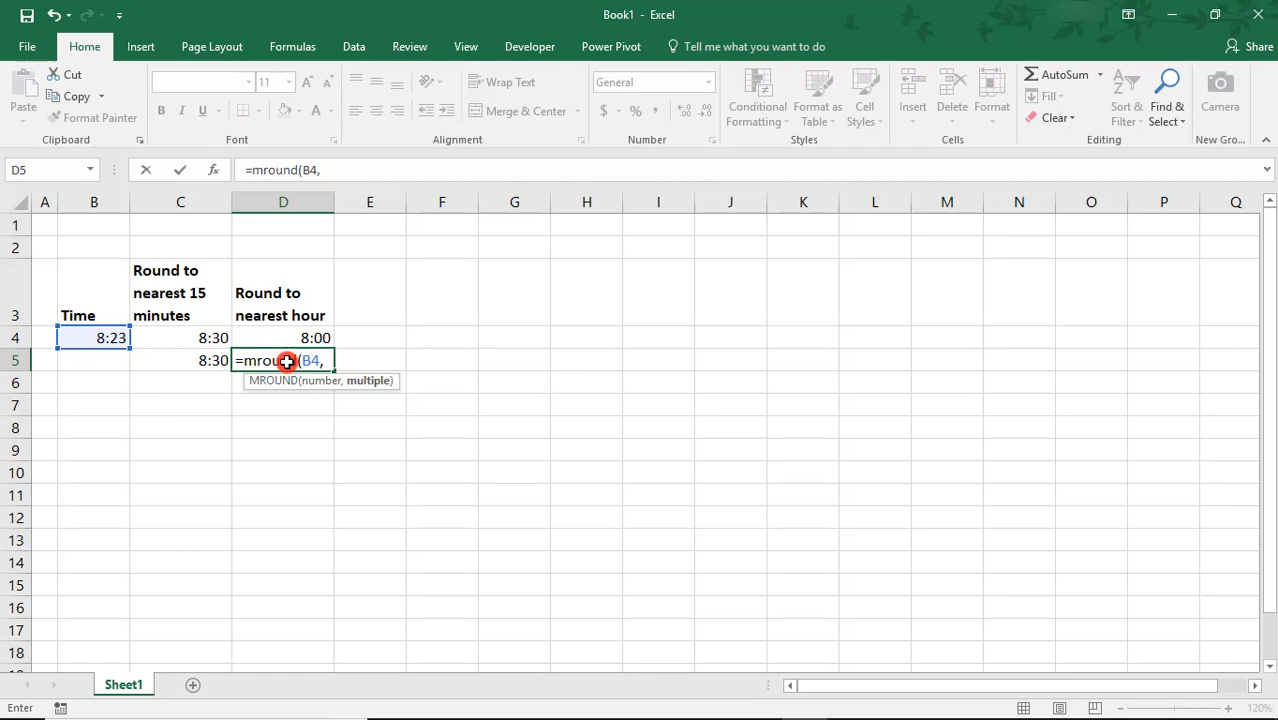 Book1 - Excel
File Home Insert Page Layout Formulas Data Review View Developer Power Pivot Tell me what you want to do Share
Cut
Copy
Format Painter
Paste
Clipboard
11
Font
Wrap Text
Merge & Center
Alignment
General
Number
Conditional Formatting
Format as Table
Cell Styles
Styles
Insert Delete Format
Cells
AutoSum
Fill
Clear
Sort & Filter
Find & Select
Editing
Camera
New Gro...
D5 =mround(B4,
A B C D E F G H I J K L M N O P Q
1
2
Round to
nearest 15 Round to
3 Time minutes nearest hour
4 8:23 8:30 8:00
5 8:30 =mround(B4,
MROUND(number, multiple)
6
7
8
9
10
11
12
13
14
15
16
17
18
Sheet1
Enter 120%